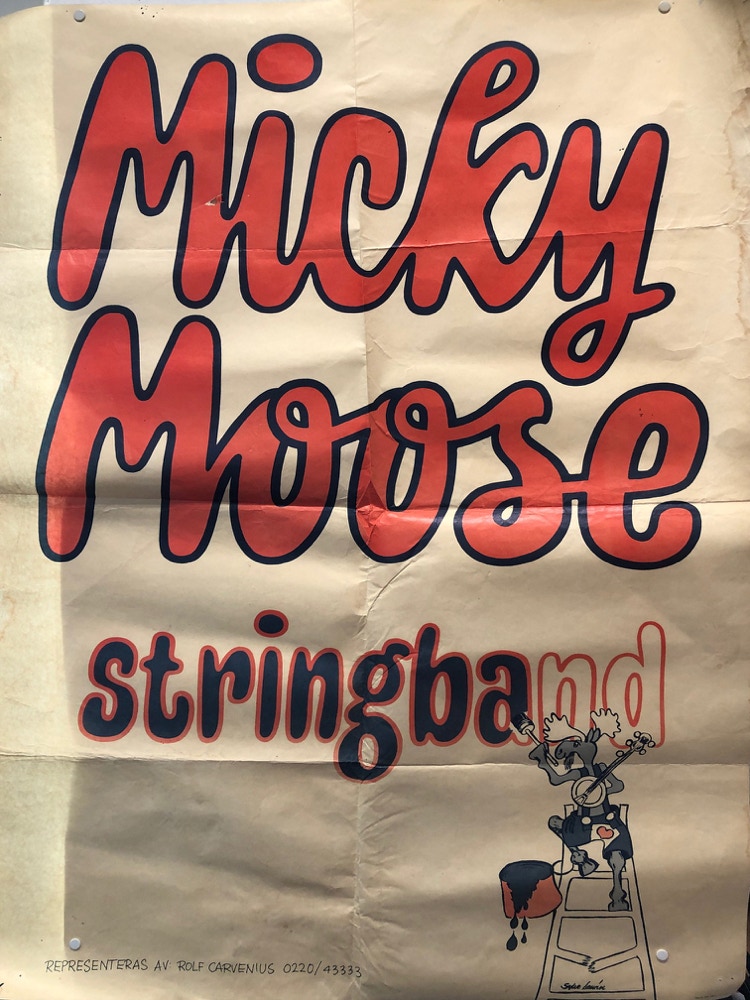 Micky
Moose
stringband
REPRESENTERAS AV: ROLF CARVENIUS 0220/43333